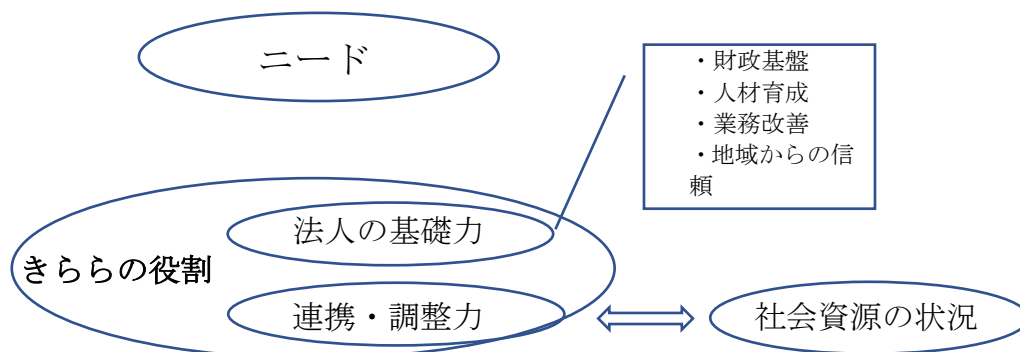 ニード
・財政基盤
・人材育成
・業務改善
・地域からの信
頼
法人の基礎力
きららの役割
連携・調整力
社会資源の状況